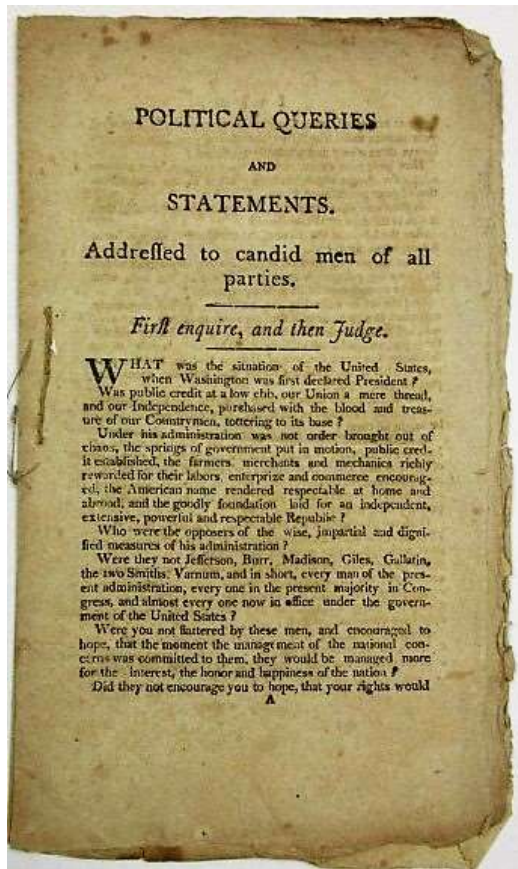 POLITICAL QUERIES
AND
STATEMENTS.
Addreſſed to candid men of all
parties.
Firſt enquire, and then Judge.
WHAT was the situation of the United States,
when Washington was first declared President ?
Was public credit at a low ebb, our Union a mere thread,
and our Independence, purchased with the blood and treas-
ure of our Countrymen, tottering to its base ?
Under his administration was not order brought out of
chaos, the springs of government put in motion, public cred-
it established, the farmers, merchants and mechanics richly
rewarded for their labors, enterprize and commerce encourag-
ed, the American name rendered respectable at home and
abroad, and the goodly foundation laid for an independent,
extensive, powerful and respectable Republic ?
Who were the opposers of the wise, impartial and digni-
fied measures of his administration ?
Were they not Jefferson, Burr, Madison, Giles, Gallatin,
the two Smiths, Varnum, and in short, every man of the pres-
ent administration, every one in the present majority in Con-
gress, and almost every one now in office under the govern-
ment of the United States ?
Were you not flattered by these men, and encouraged to
hope, that the moment the management of the national con-
cerns was committed to them, they would be managed more
for the interest, the honor and happiness of the nation ?
Did they not encourage you to hope, that your rights would
A